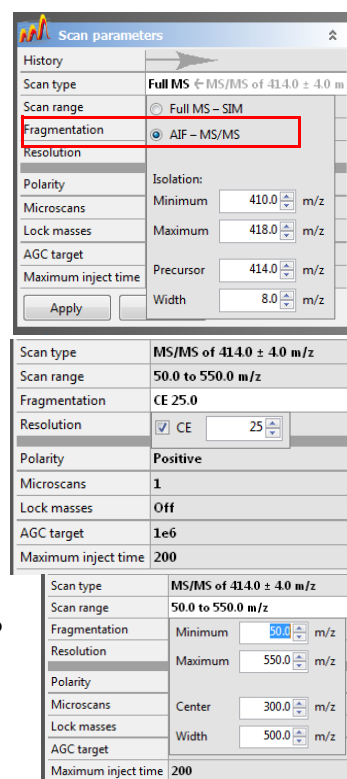 Scan parameters
History
Scan type Full MS ←MS/MS of 414.0 ± 4.0 m
Scan range Full MS – SIM
Fragmentation AIF – MS/MS
Resolution
Polarity Isolation:
Microscans Minimum 410.0 m/z
Lock masses Maximum 418.0 m/z
AGC target
Maximum inject time Precursor 414.0 m/z
Apply Width 8.0 m/z
Scan type MS/MS of 414.0 ± 4.0 m/z
Scan range 50.0 to 550.0 m/z
Fragmentation CE 25.0
Resolution CE 25
Polarity Positive
Microscans 1
Lock masses Off
AGC target 1e6
Maximum inject time 200
Scan type MS/MS of 414.0 ± 4.0 m/z
Scan range 50.0 to 550.0 m/z
Fragmentation Minimum 50.0 m/z
Resolution Maximum 550.0 m/z
Polarity
Microscans Center 300.0 m/z
Lock masses Width 500.0 m/z
AGC target
Maximum inject time 200